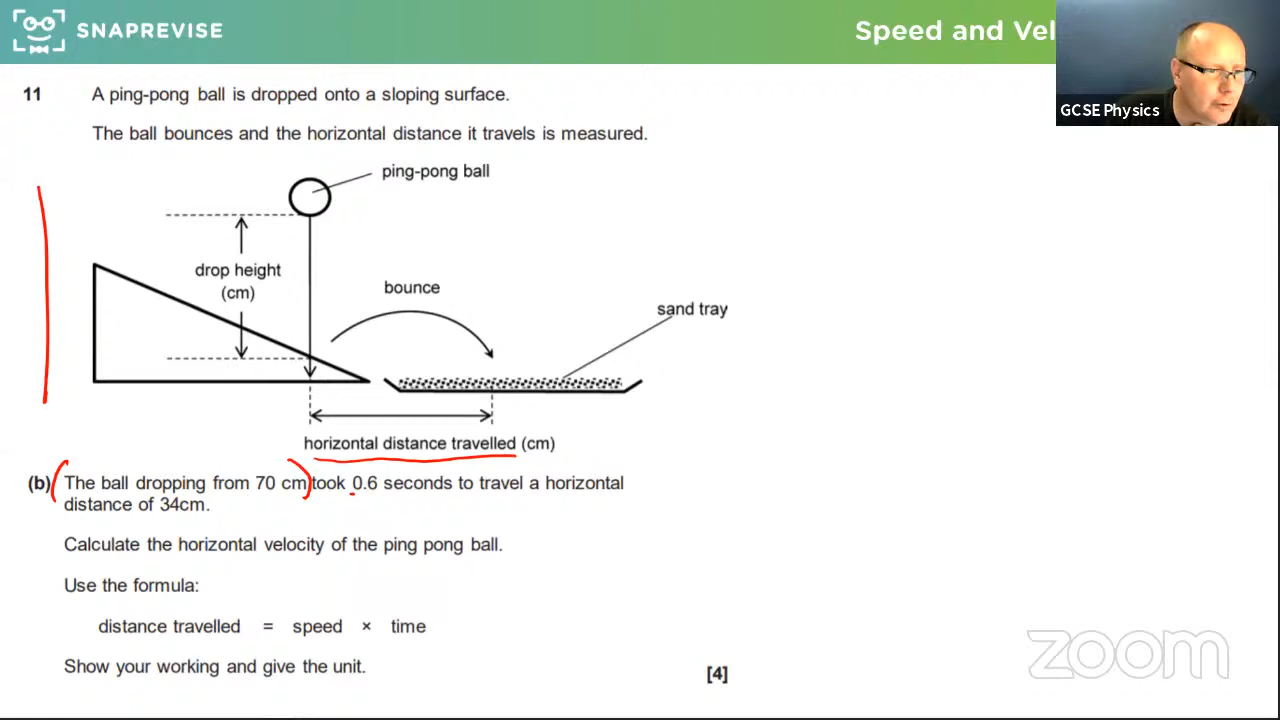 SNAPREVISE
Speed and Vel
GCSE Physics
11 A ping-pong ball is dropped onto a sloping surface.
The ball bounces and the horizontal distance it travels is measured.
ping-pong ball
drop height
(cm)
bounce
sand tray
horizontal distance travelled (cm)
(b) The ball dropping from 70 cm took 0.6 seconds to travel a horizontal
distance of 34cm.
Calculate the horizontal velocity of the ping pong ball.
Use the formula:
distance travelled = speed × time
Show your working and give the unit.
[4]
zoom